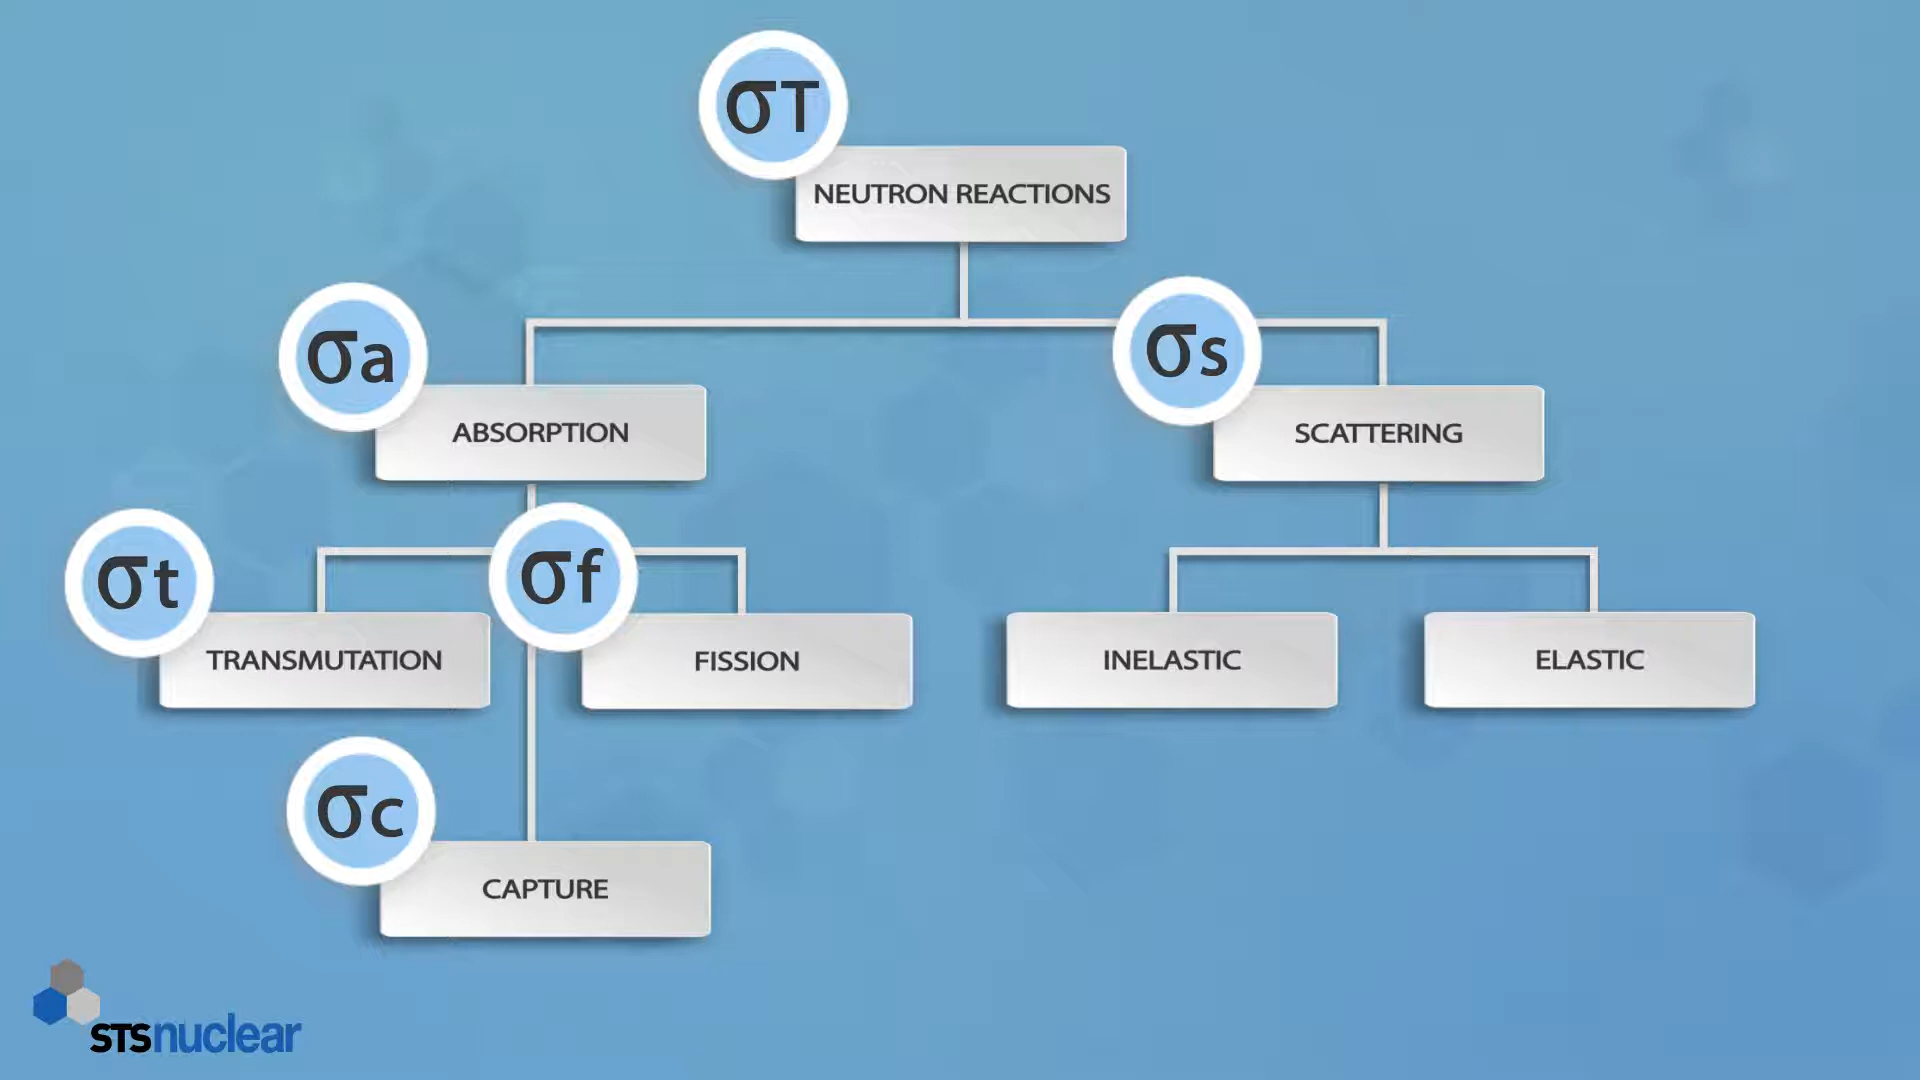 σT
NEUTRON REACTIONS
σa
ABSORPTION
σs
SCATTERING
σt
TRANSMUTATION
σf
FISSION
INELASTIC
ELASTIC
σc
CAPTURE
STSnuclear